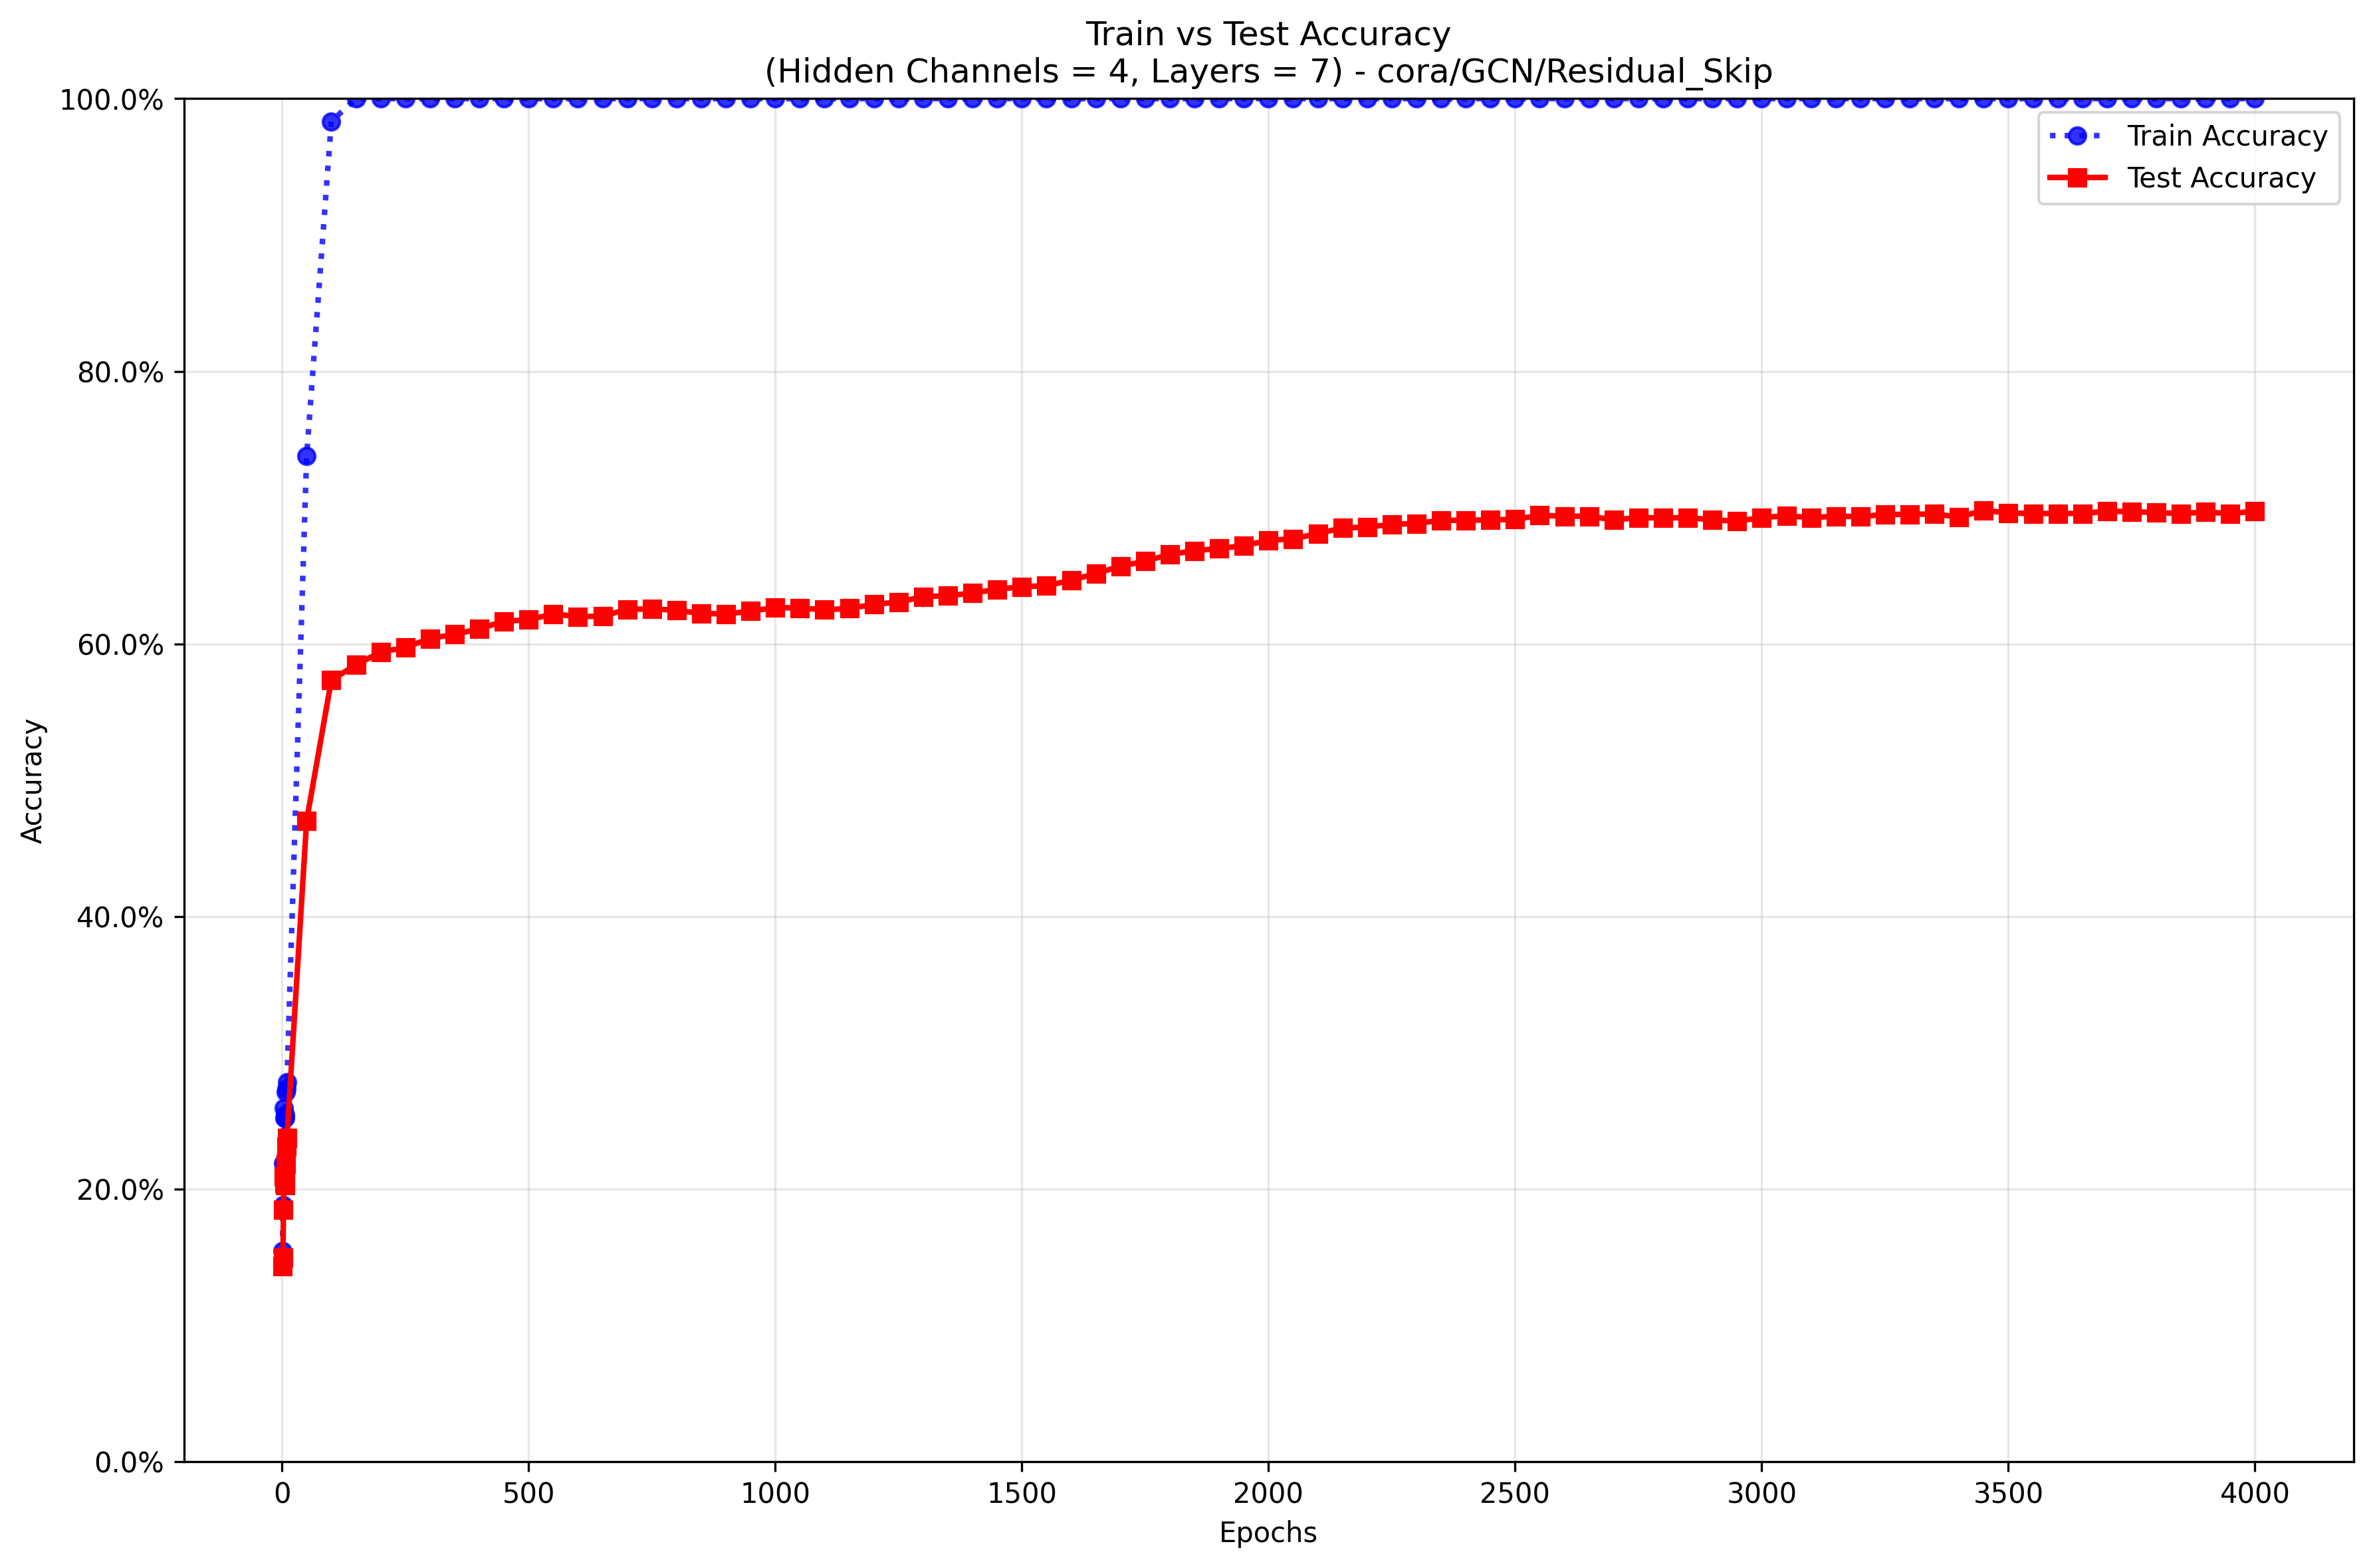 Train vs Test Accuracy
(Hidden Channels = 4, Layers = 7) - cora/GCN/Residual_Skip
100.0%
80.0%
60.0%
40.0%
20.0%
0.0%
Accuracy
Train Accuracy
Test Accuracy
0
500
1000
1500
2000
2500
3000
3500
4000
Epochs